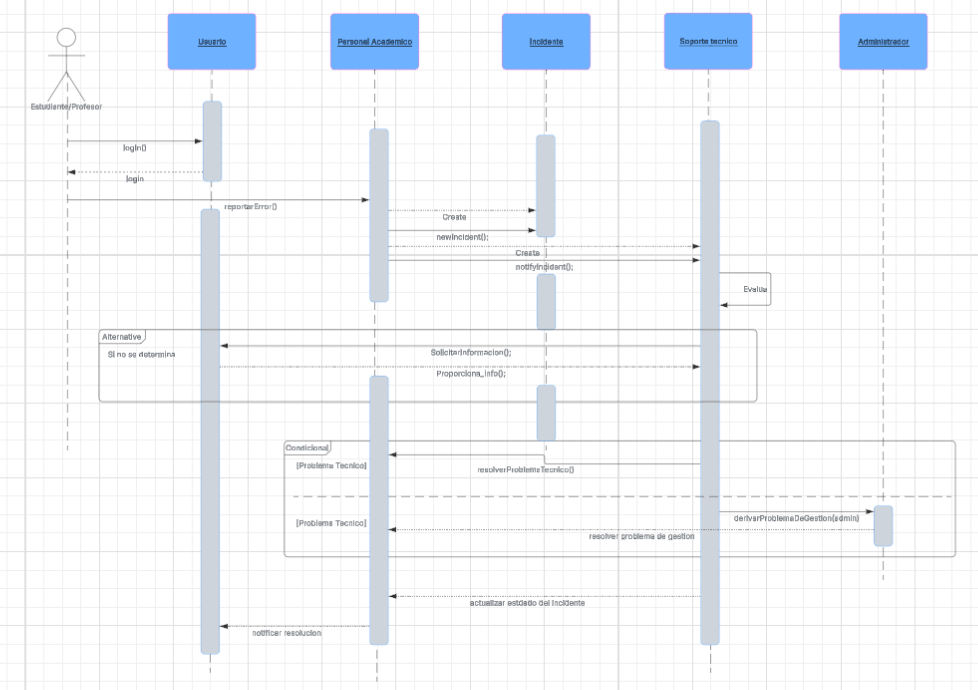 Usuario
Personal Academico
Incidente
Soporte tecnico
Administrador
Estudiante/Profesor
logIn()
login
reportarError()
Create
newIncident();
Create
notifyIncident();
Evalua
Alternative
Si no se determina
SolicitarInformacion();
Proporciona_info();
Condicional
[Problema Tecnico]
resolverProblemaTecnico()
derivarProblemaDeGestion(admin)
[Problema Tecnico]
resolver problema de gestion
actualizar estdado del incidente
notificar resolucion